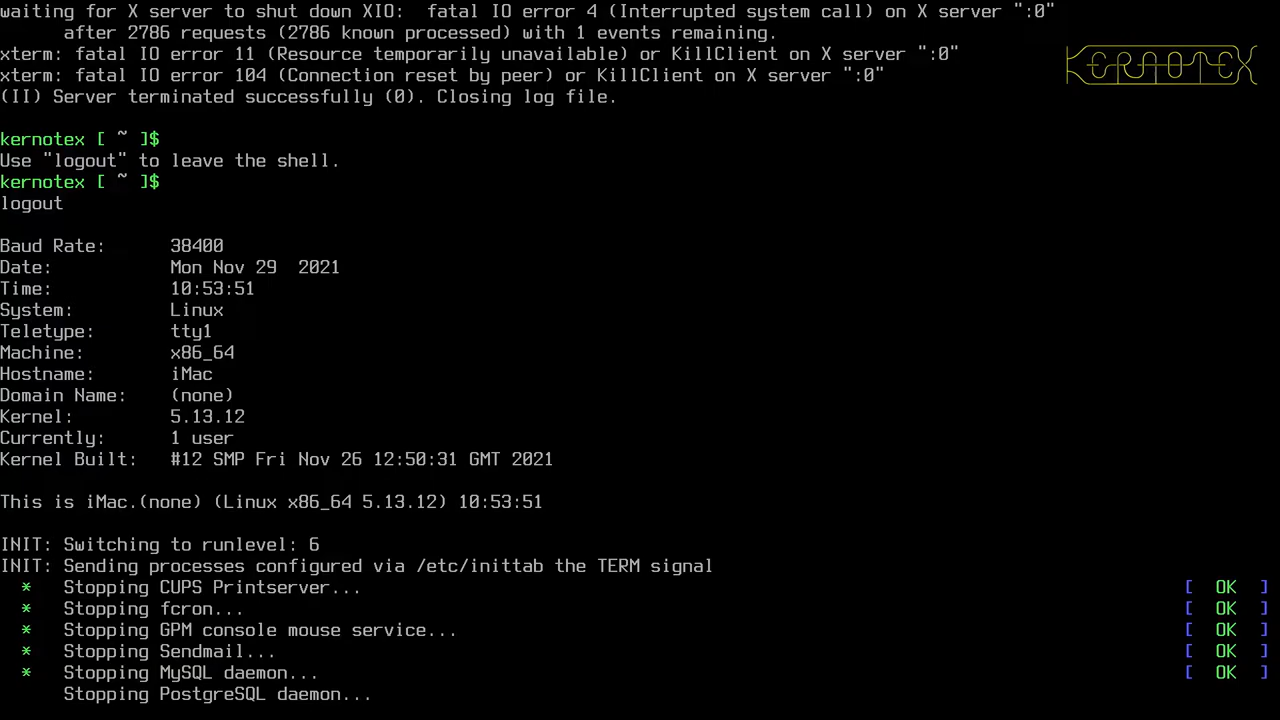 waiting for X server to shut down XIO:  fatal IO error 4 (Interrupted system call) on X server ":0"
      after 2786 requests (2786 known processed) with 1 events remaining.
xterm: fatal IO error 11 (Resource temporarily unavailable) or KillClient on X server ":0"
xterm: fatal IO error 104 (Connection reset by peer) or KillClient on X server ":0"
KERNOTEX
(II) Server terminated successfully (0). Closing log file.
kernotex [ ~ ]$
Use "logout" to leave the shell.
kernotex [ ~ ]$
logout
Baud Rate:      38400
Date:           Mon Nov 29  2021
Time:           10:53:51
System:         Linux
Teletype:       tty1
Machine:        x86_64
Hostname:       iMac
Domain Name:    (none)
Kernel:         5.13.12
Currently:      1 user
Kernel Built:   #12 SMP Fri Nov 26 12:50:31 GMT 2021
This is iMac.(none) (Linux x86_64 5.13.12) 10:53:51
INIT: Switching to runlevel: 6
INIT: Sending processes configured via /etc/inittab the TERM signal
  *   Stopping CUPS Printserver... [  OK  ]
  *   Stopping fcron... [  OK  ]
  *   Stopping GPM console mouse service... [  OK  ]
  *   Stopping Sendmail... [  OK  ]
  *   Stopping MySQL daemon... [  OK  ]
      Stopping PostgreSQL daemon...